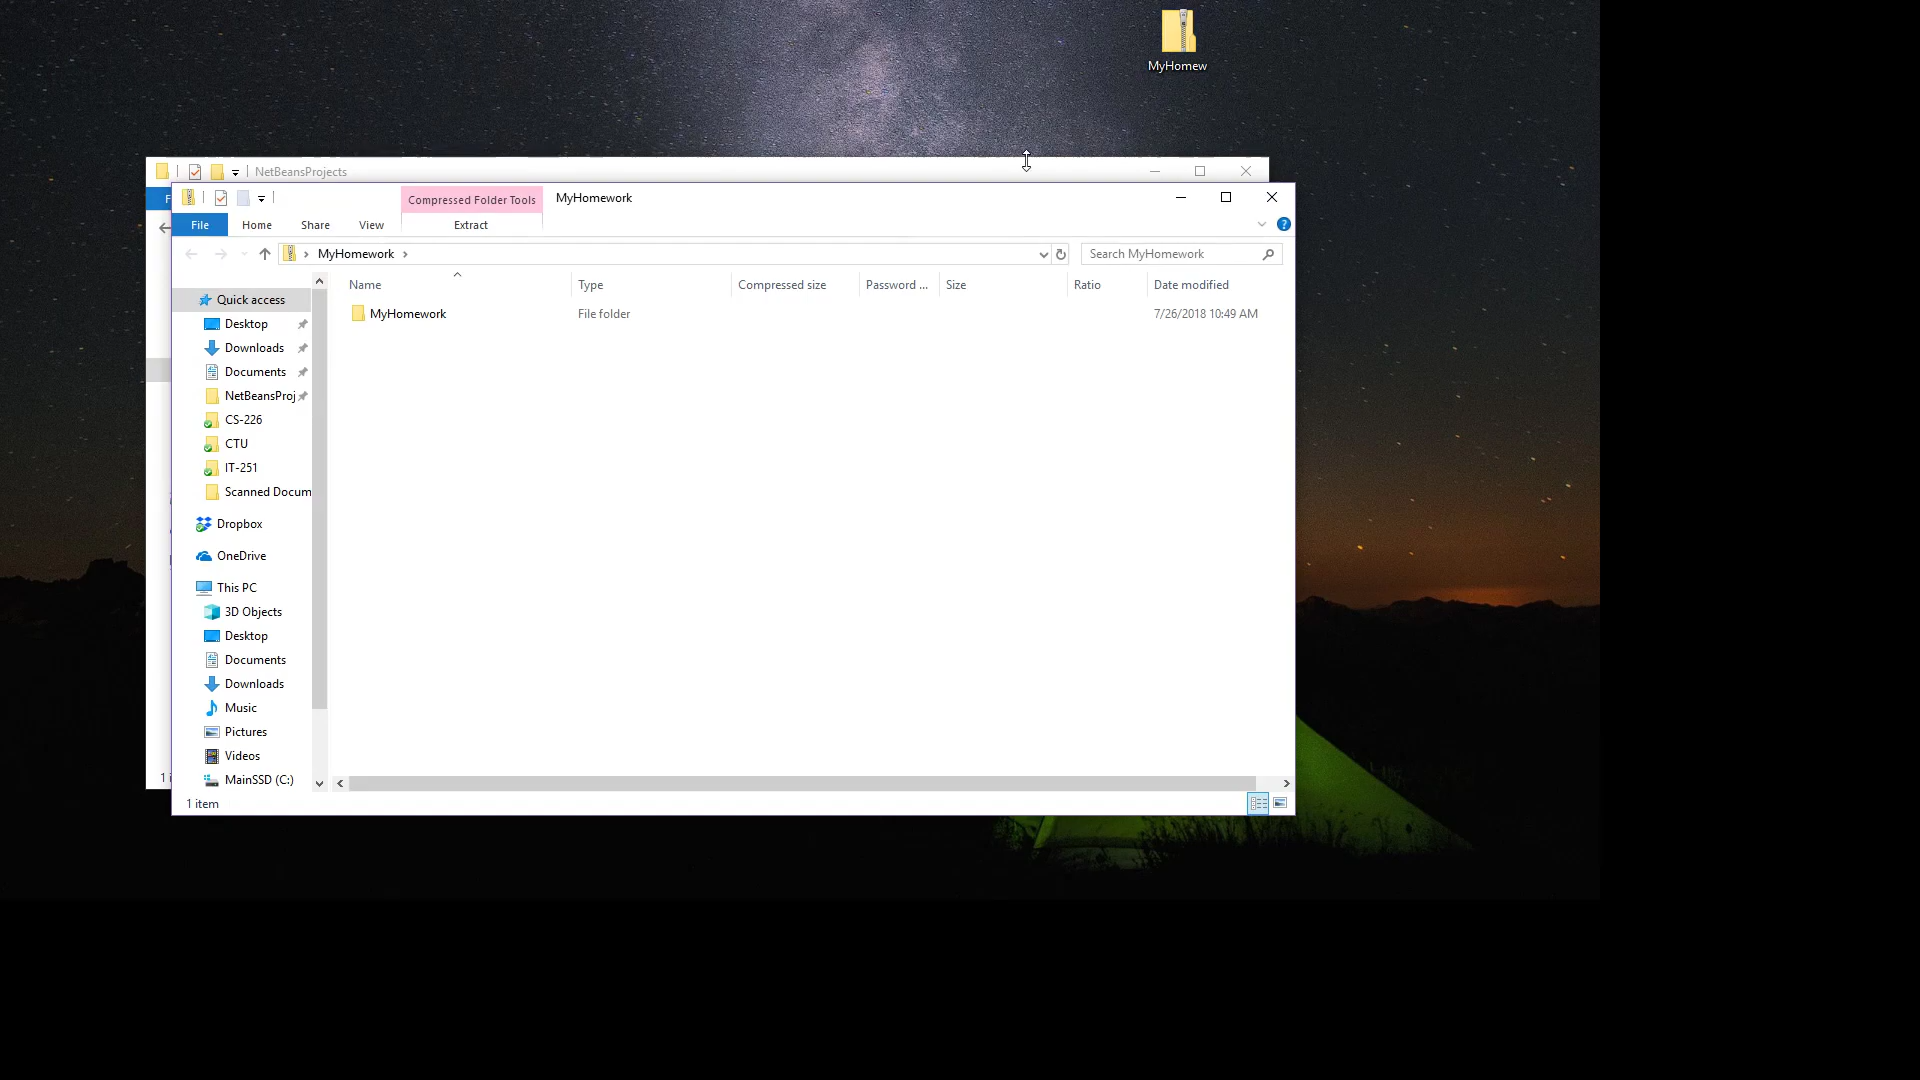 MyHomew
NetBeansProjects
Compressed Folder Tools
MyHomework
File
Home
Share
View
Extract
MyHomework
Search MyHomework
Name
Type
Compressed size
Password ...
Size
Ratio
Date modified
MyHomework
File folder
7/26/2018 10:49 AM
Quick access
Desktop
Downloads
Documents
NetBeansProj
CS-226
CTU
IT-251
Scanned Docum
Dropbox
OneDrive
This PC
3D Objects
Desktop
Documents
Downloads
Music
Pictures
Videos
MainSSD (C:)
1 item